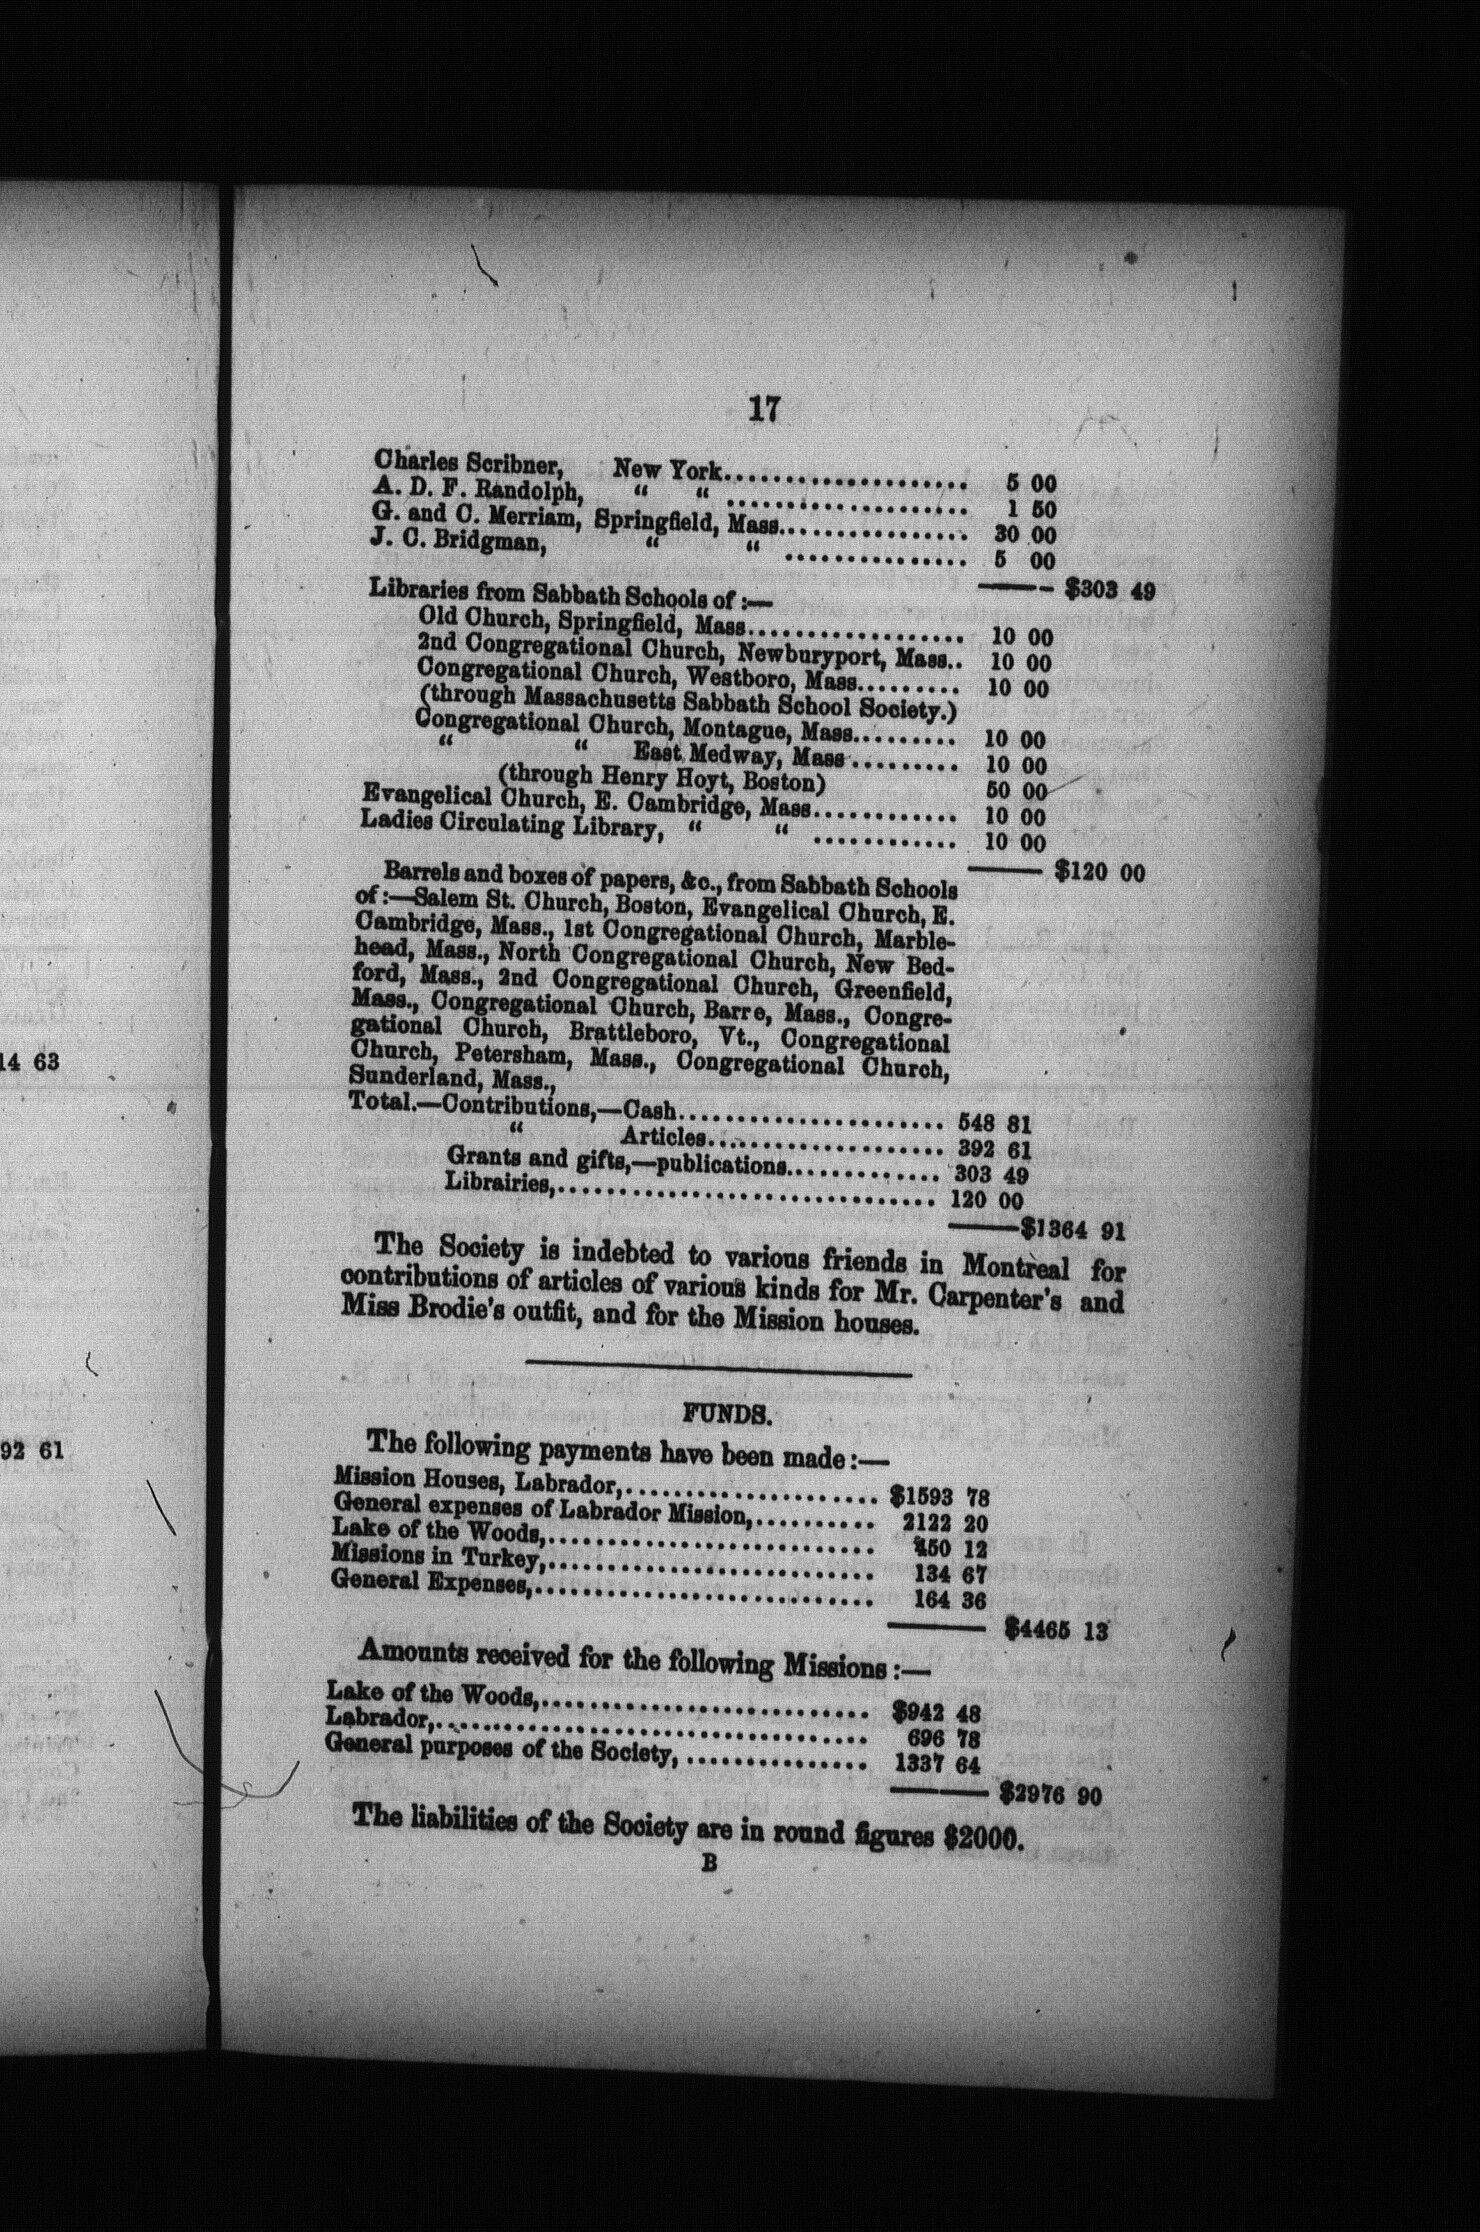 14 63
92 61
17
Charles Scribner, New York.................... 5 00
A. D. F. Randolph, “ “ .................... 1 50
G. and C. Merriam, Springfield, Mass................ 30 00
J. C. Bridgman, “ “ ............... 5 00
——— $303 49
Libraries from Sabbath Schools of :—
Old Church, Springfield, Mass.................. 10 00
2nd Congregational Church, Newburyport, Mass.. 10 00
Congregational Church, Westboro, Mass......... 10 00
(through Massachusetts Sabbath School Society.)
Congregational Church, Montague, Mass......... 10 00
“ “ East Medway, Mass ......... 10 00
(through Henry Hoyt, Boston) 50 00
Evangelical Church, E. Cambridge, Mass............ 10 00
Ladies Circulating Library, “ “ ............ 10 00
——— $120 00
Barrels and boxes of papers, &c., from Sabbath Schools
of :—Salem St. Church, Boston, Evangelical Church, E.
Cambridge, Mass., 1st Congregational Church, Marble-
head, Mass., North Congregational Church, New Bed-
ford, Mass., 2nd Congregational Church, Greenfield,
Mass., Congregational Church, Barre, Mass., Congre-
gational Church, Brattleboro, Vt., Congregational
Church, Petersham, Mass., Congregational Church,
Sunderland, Mass.,
Total.—Contributions,—Cash...................... 548 81
“ Articles.................... 392 61
Grants and gifts,—publications............. 303 49
Librairies,............................... 120 00
———$1364 91
The Society is indebted to various friends in Montreal for
contributions of articles of various kinds for Mr. Carpenter's and
Miss Brodie's outfit, and for the Mission houses.
FUNDS.
The following payments have been made :—
Mission Houses, Labrador,..................... $1593 78
General expenses of Labrador Mission,.......... 2122 20
Lake of the Woods,........................... 450 12
Missions in Turkey,........................... 134 67
General Expenses,............................ 164 36
——— $4465 13
Amounts received for the following Missions :—
Lake of the Woods,........................... $942 48
Labrador,.................................... 696 78
General purposes of the Society, ............... 1337 64
——— $2976 90
The liabilities of the Society are in round figures $2000.
B